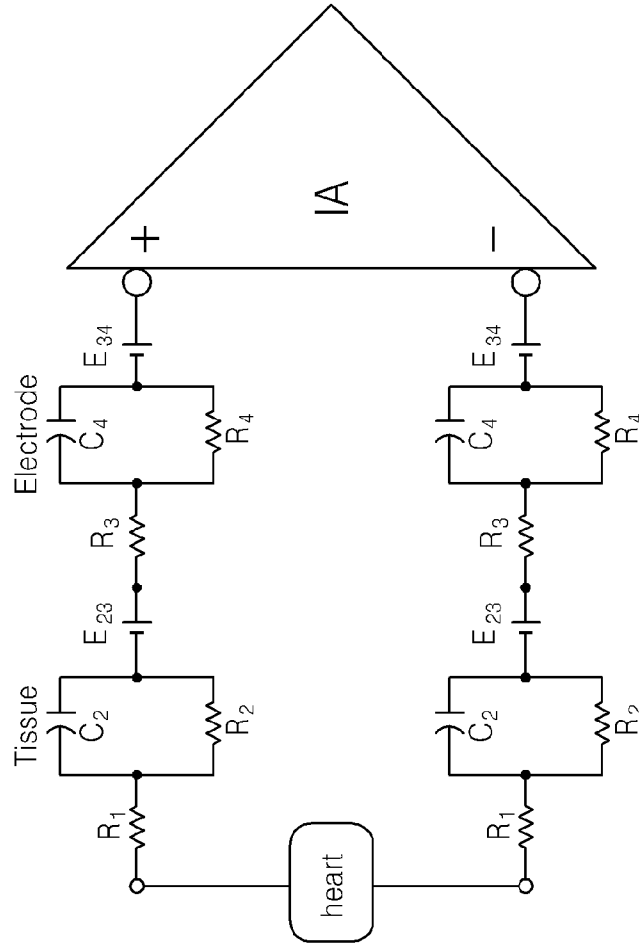 Tissue Electrode
R1 C2 E23 R3 C4 E34
+
R2 R4
heart IA
−
R1 C2 E23 R3 C4 E34
R2 R4